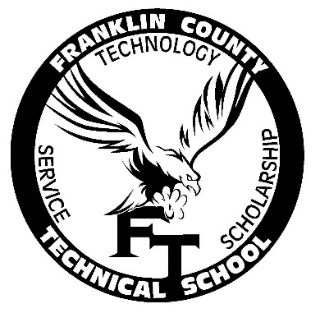 FRANKLIN COUNTY
TECHNOLOGY
SERVICE
SCHOLARSHIP
FT
TECHNICAL SCHOOL